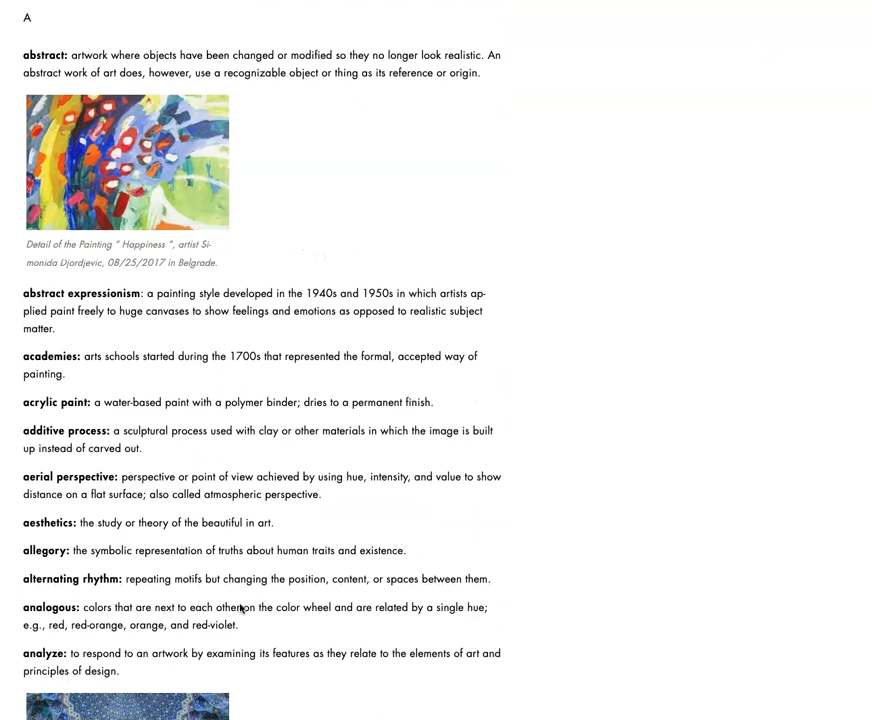 A
abstract: artwork where objects have been changed or modified so they no longer look realistic. An
abstract work of art does, however, use a recognizable object or thing as its reference or origin.
Detail of the Painting " Happiness ", artist Si-
monida Djordjevic, 08/25/2017 in Belgrade.
abstract expressionism: a painting style developed in the 1940s and 1950s in which artists ap-
plied paint freely to huge canvases to show feelings and emotions as opposed to realistic subject
matter.
academies: arts schools started during the 1700s that represented the formal, accepted way of
painting.
acrylic paint: a water-based paint with a polymer binder; dries to a permanent finish.
additive process: a sculptural process used with clay or other materials in which the image is built
up instead of carved out.
aerial perspective: perspective or point of view achieved by using hue, intensity, and value to show
distance on a flat surface; also called atmospheric perspective.
aesthetics: the study or theory of the beautiful in art.
allegory: the symbolic representation of truths about human traits and existence.
alternating rhythm: repeating motifs but changing the position, content, or spaces between them.
analogous: colors that are next to each other on the color wheel and are related by a single hue;
e.g., red, red-orange, orange, and red-violet.
analyze: to respond to an artwork by examining its features as they relate to the elements of art and
principles of design.